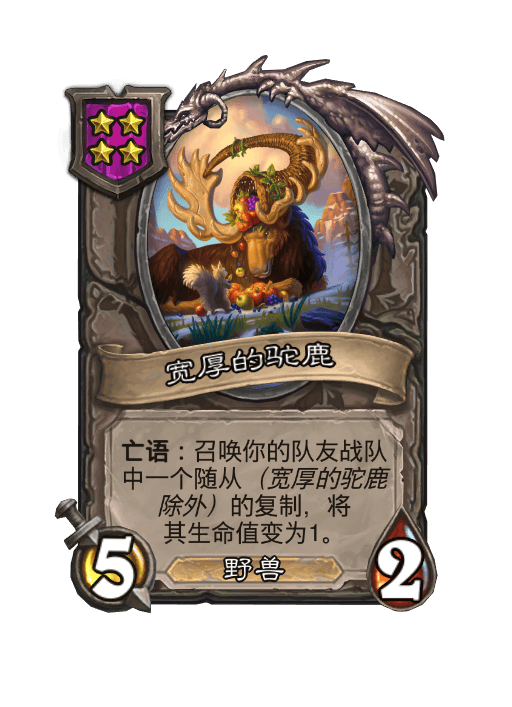 宽厚的驼鹿
亡语：召唤你的队友战队
中一个随从（宽厚的驼鹿
除外）的复制，将
其生命值变为1。
5
野兽
2